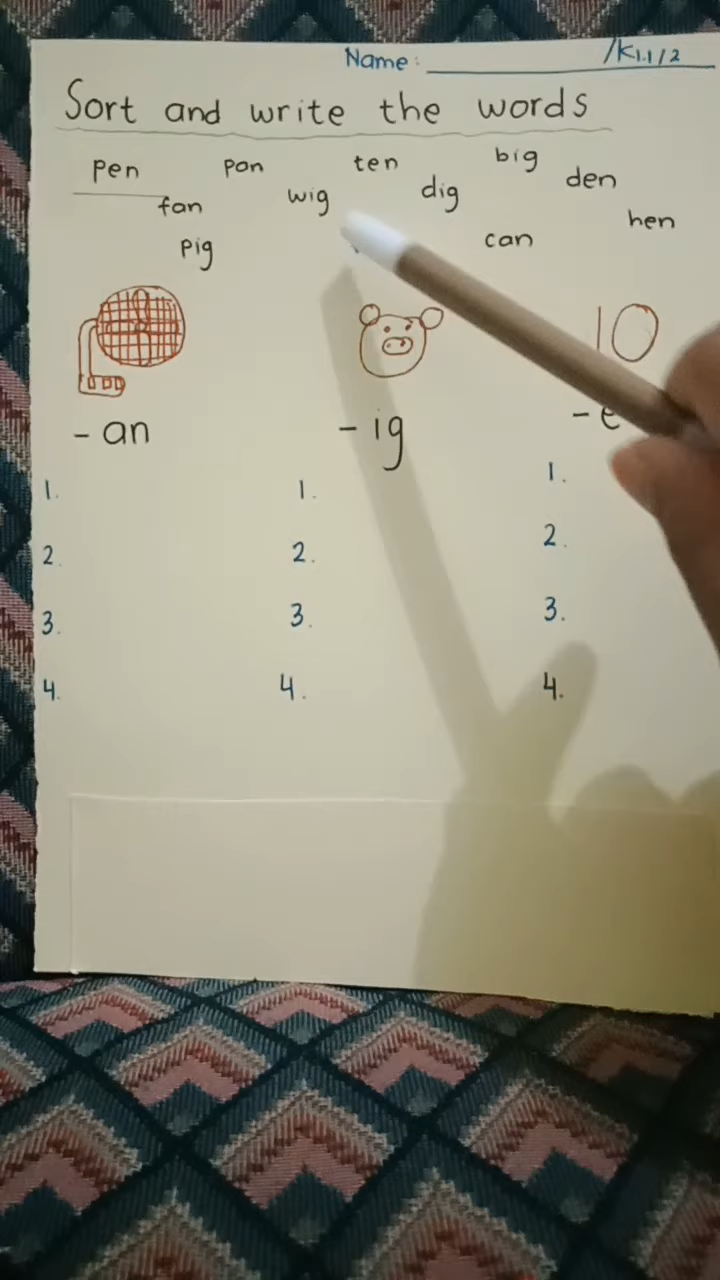 Name: /K1.1/2
Sort and write the words
pen pan ten big
fan wig dig den
pig can hen
10
- an - ig - e
1. 1. 1.
2. 2. 2.
3. 3. 3.
4. 4. 4.